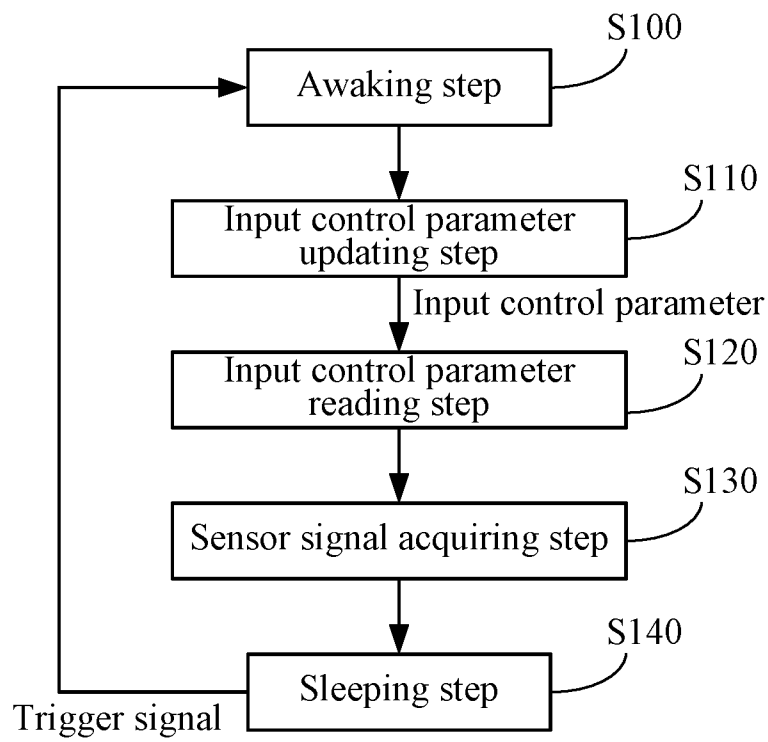 S100
Awaking step
S110
Input control parameter
updating step
Input control parameter
S120
Input control parameter
reading step
S130
Sensor signal acquiring step
S140
Sleeping step
Trigger signal